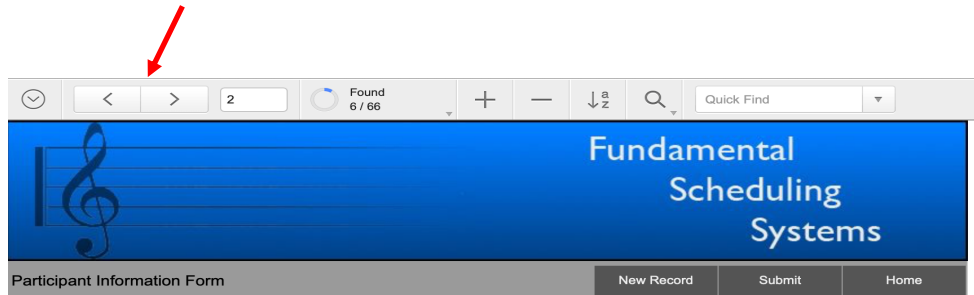 2
Found
6 / 66
a
z
Quick Find
Fundamental
Scheduling
Systems
Participant Information Form
New Record
Submit
Home